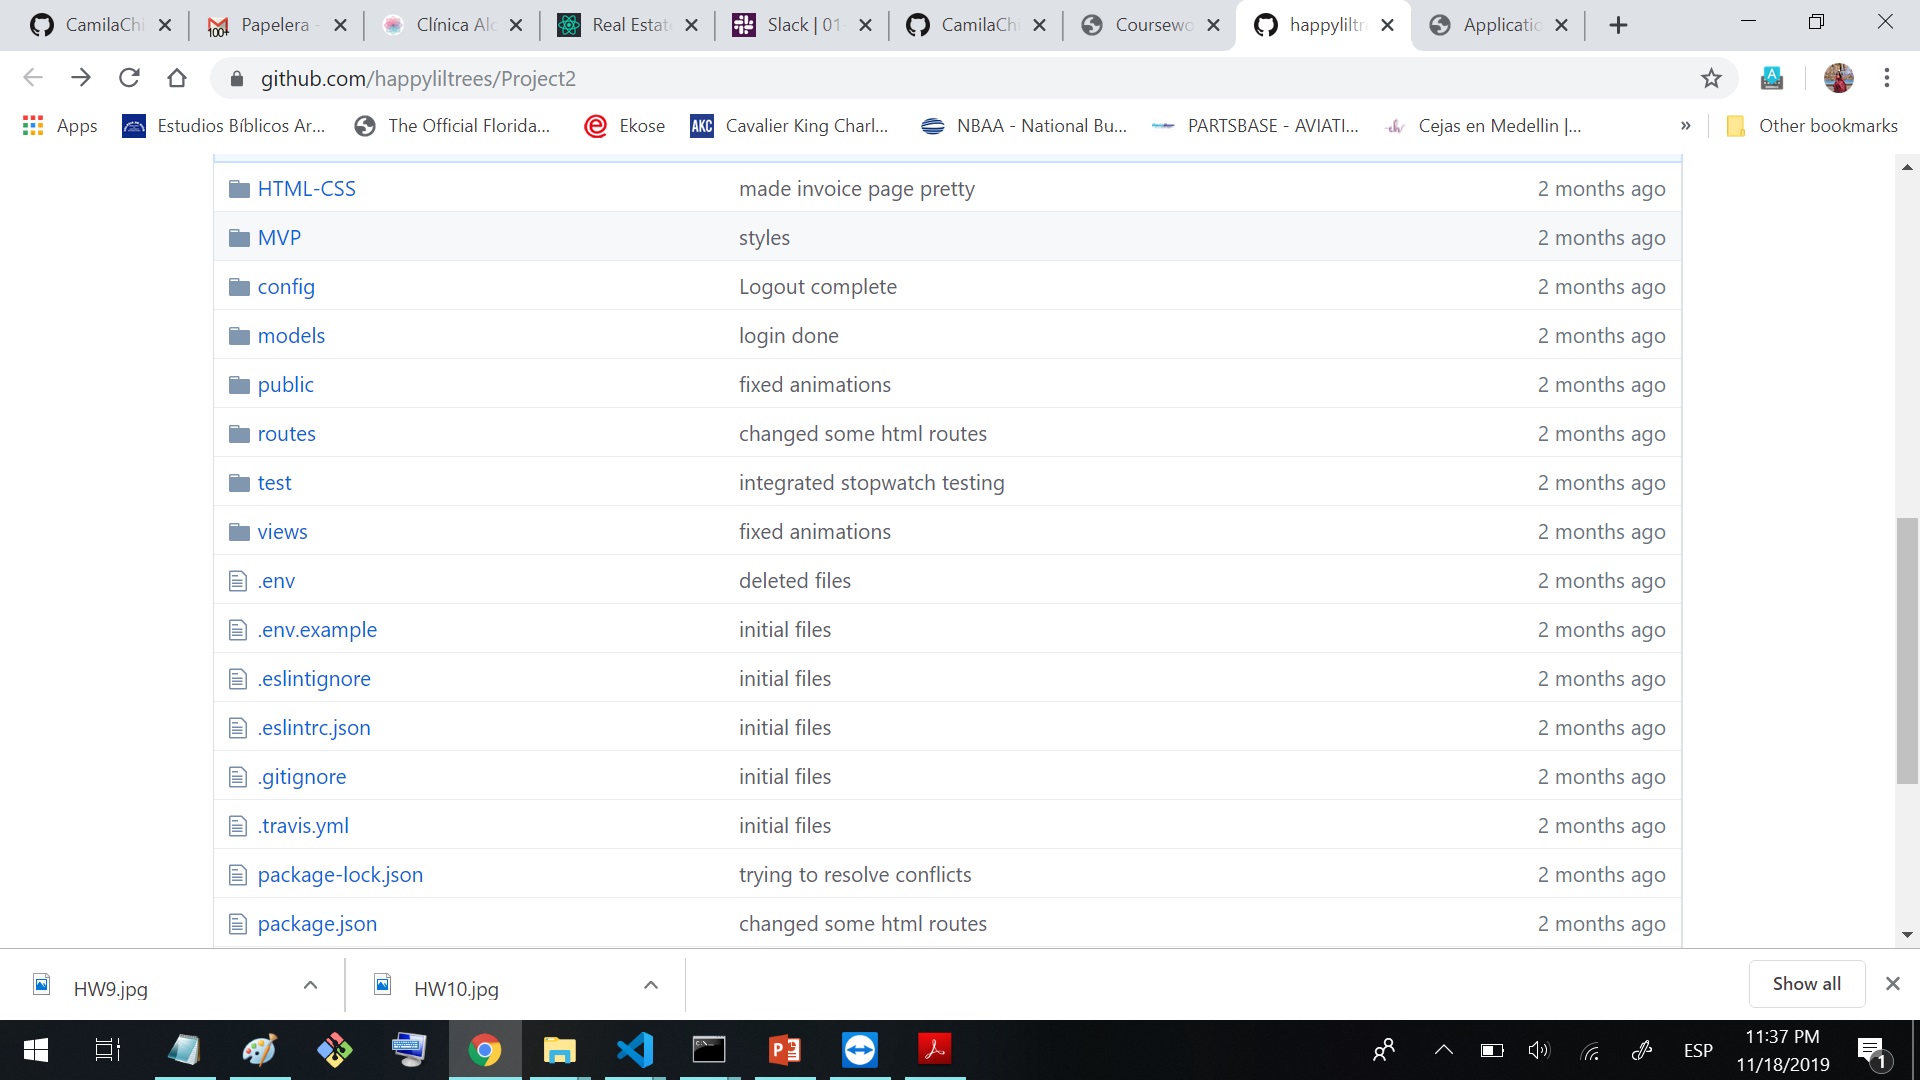 CamilaChi
Papelera -
Clínica Alc
Real Estate
Slack | 01-
CamilaChi
Coursewo
happyliltr
Applicatio
github.com/happyliltrees/Project2
Apps
Estudios Bíblicos Ar...
The Official Florida...
Ekose
AKC
Cavalier King Charl...
NBAA - National Bu...
PARTSBASE - AVIATI...
Cejas en Medellin |...
»
Other bookmarks
HTML-CSS made invoice page pretty 2 months ago
MVP styles 2 months ago
config Logout complete 2 months ago
models login done 2 months ago
public fixed animations 2 months ago
routes changed some html routes 2 months ago
test integrated stopwatch testing 2 months ago
views fixed animations 2 months ago
.env deleted files 2 months ago
.env.example initial files 2 months ago
.eslintignore initial files 2 months ago
.eslintrc.json initial files 2 months ago
.gitignore initial files 2 months ago
.travis.yml initial files 2 months ago
package-lock.json trying to resolve conflicts 2 months ago
package.json changed some html routes 2 months ago
HW9.jpg
HW10.jpg
Show all
ESP
11:37 PM
11/18/2019
1